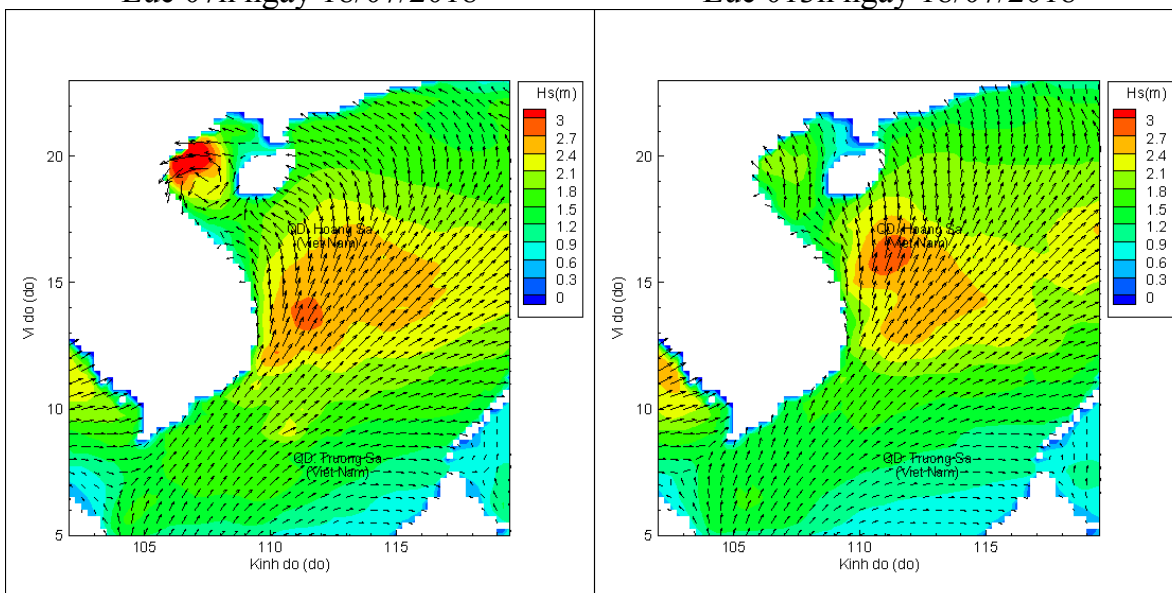 Lúc 07h ngày 18/07/2018
Hs(m)
3
2.7
2.4
2.1
1.8
1.5
1.2
0.9
0.6
0.3
0
20
15
10
5
Vi do (do)
QD. Hoang Sa
(Viet Nam)
QD. Truong Sa
(Viet Nam)
105
110
115
Kinh do (do)
Lúc 013h ngày 18/07/2018
Hs(m)
3
2.7
2.4
2.1
1.8
1.5
1.2
0.9
0.6
0.3
0
20
15
10
5
Vi do (do)
QD. Hoang Sa
(Viet Nam)
QD. Truong Sa
(Viet Nam)
105
110
115
Kinh do (do)